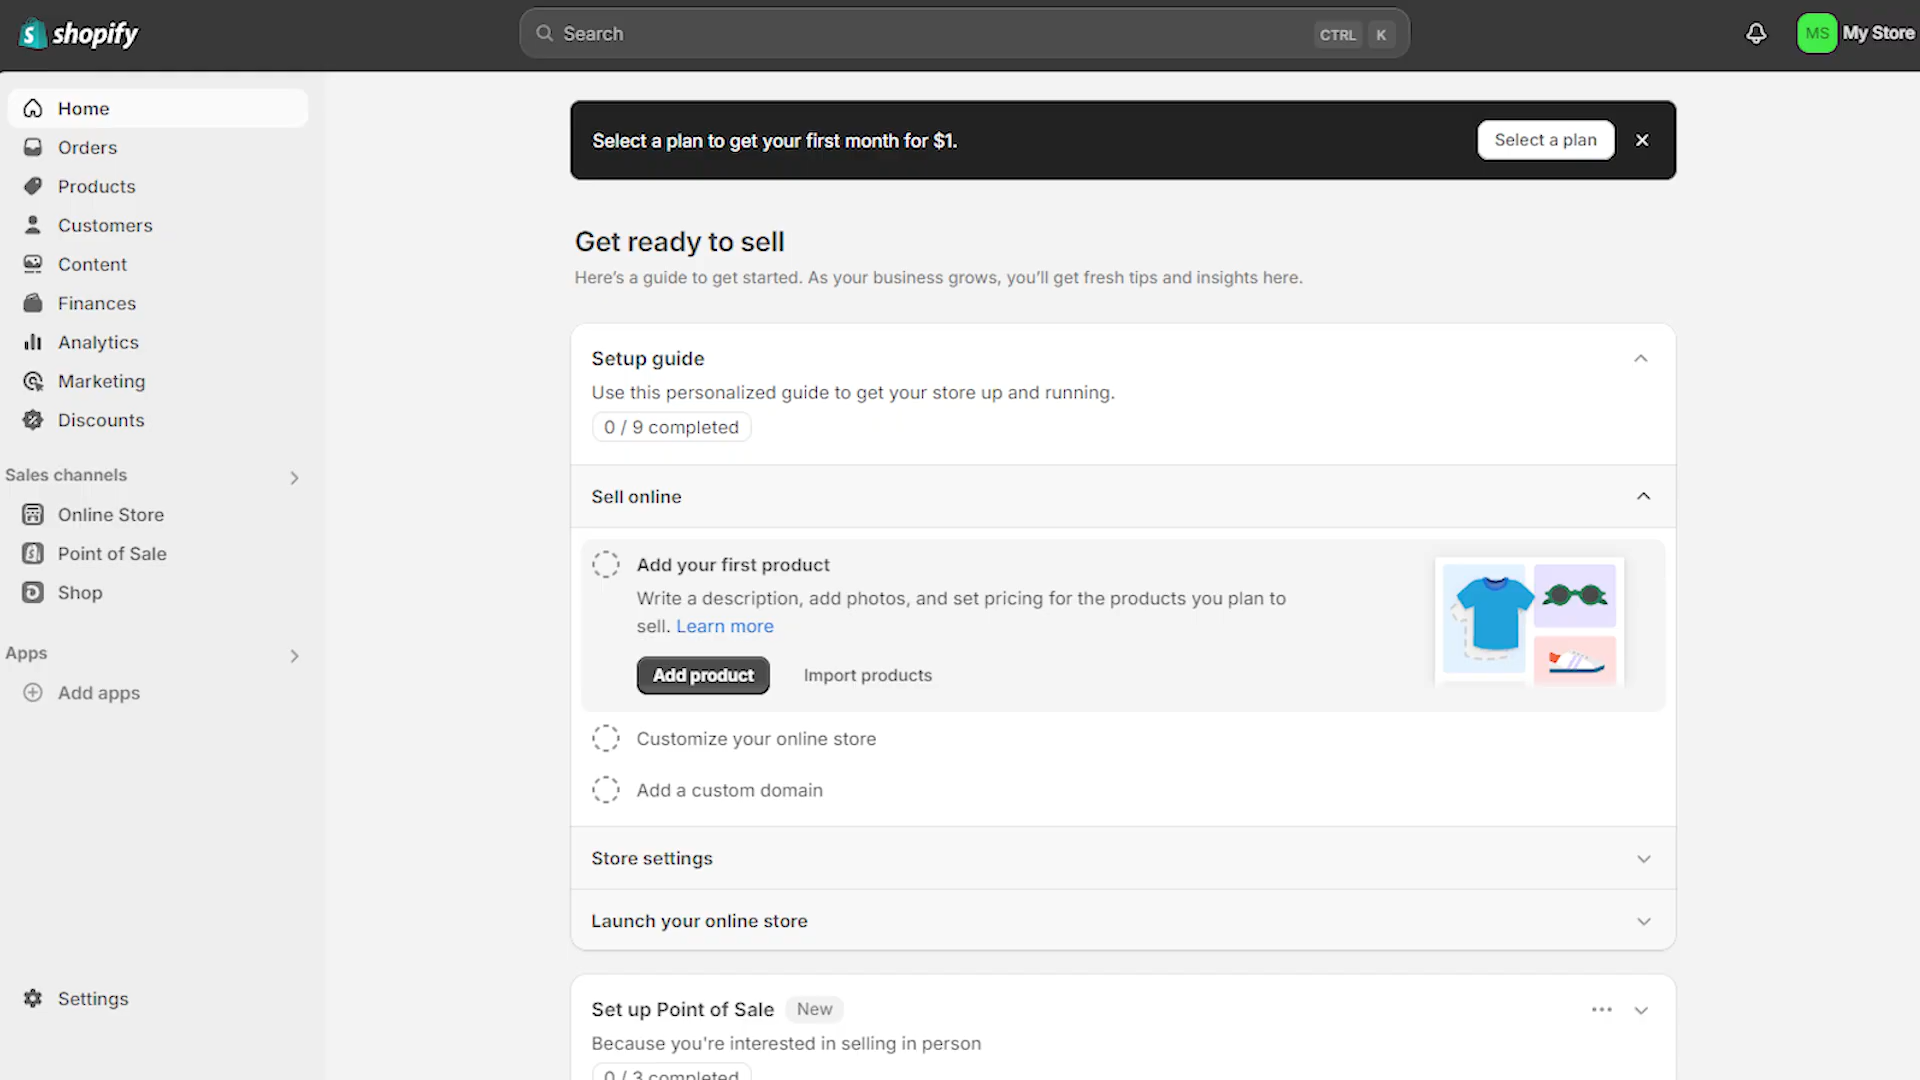 shopify
Search
CTRL K
MS My Store
Home
Orders
Products
Customers
Content
Finances
Analytics
Marketing
Discounts
Sales channels
Online Store
Point of Sale
Shop
Apps
Add apps
Settings
Select a plan to get your first month for $1.
Select a plan
Get ready to sell
Here’s a guide to get started. As your business grows, you’ll get fresh tips and insights here.
Setup guide
Use this personalized guide to get your store up and running.
0 / 9 completed
Sell online
Add your first product
Write a description, add photos, and set pricing for the products you plan to
sell. Learn more
Add product
Import products
Customize your online store
Add a custom domain
Store settings
Launch your online store
Set up Point of Sale New
Because you're interested in selling in person
0 / 3 completed